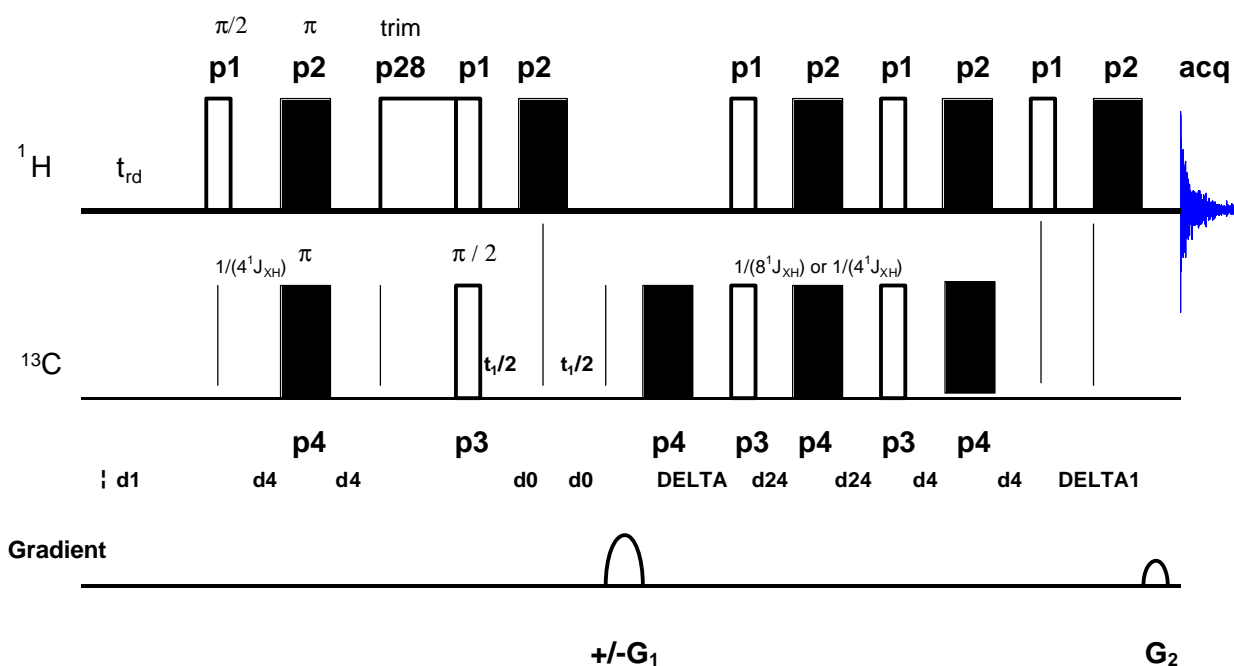 π/2 π trim
p1 p2 p28 p1 p2 p1 p2 p1 p2 p1 p2 acq
¹H t_rd
1/(4¹J_XH) π π / 2 1/(8¹J_XH) or 1/(4¹J_XH)
¹³C t₁/2 t₁/2
p4 p3 p4 p3 p4 p3 p4
d1 d4 d4 d0 d0 DELTA d24 d24 d4 d4 DELTA1
Gradient
+/-G₁ G₂